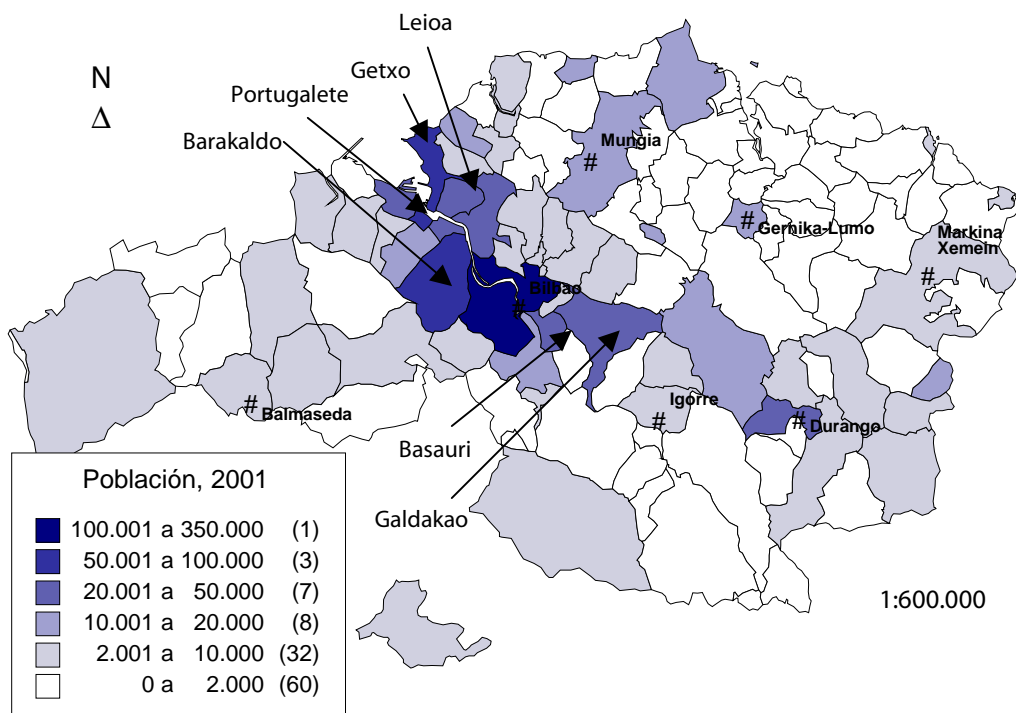 Leioa
N
Δ
Getxo
Portugalete
Barakaldo
# Mungia
# Gernika-Lumo
Markina
Xemein
#
Bilbao
#
# Balmaseda
Igorre
#
# Durango
Basauri
Galdakao
1:600.000
Población, 2001
100.001 a 350.000 (1)
50.001 a 100.000 (3)
20.001 a 50.000 (7)
10.001 a 20.000 (8)
2.001 a 10.000 (32)
0 a 2.000 (60)